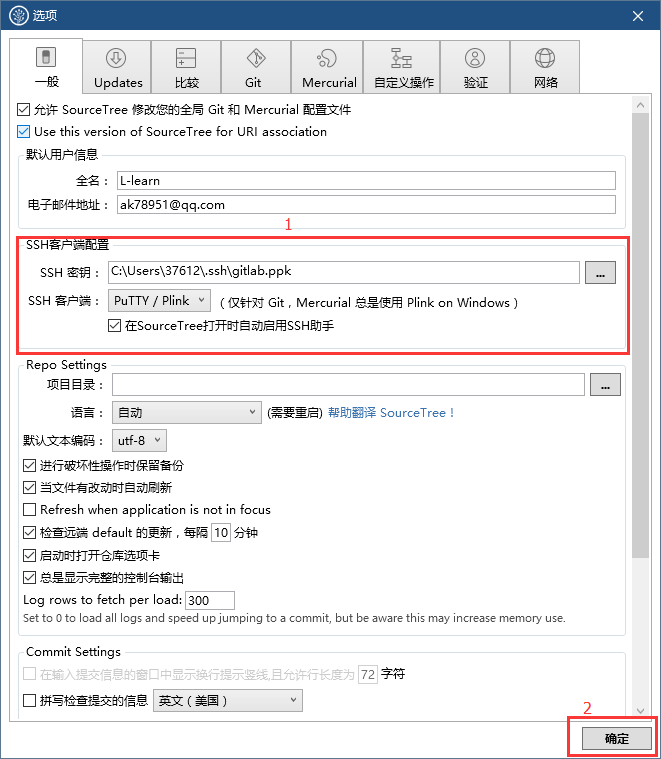 选项
一般 Updates 比较 Git Mercurial 自定义操作 验证 网络
允许 SourceTree 修改您的全局 Git 和 Mercurial 配置文件
Use this version of SourceTree for URI association
默认用户信息
全名： L-learn
电子邮件地址： ak78951@qq.com
1
SSH客户端配置
SSH 密钥： C:\Users\37612\.ssh\gitlab.ppk ...
SSH 客户端： PuTTY / Plink （仅针对 Git，Mercurial 总是使用 Plink on Windows）
在SourceTree打开时自动启用SSH助手
Repo Settings
项目目录： ...
语言： 自动 (需要重启) 帮助翻译 SourceTree！
默认文本编码： utf-8
进行破坏性操作时保留备份
当文件有改动时自动刷新
Refresh when application is not in focus
检查远端 default 的更新，每隔 10 分钟
启动时打开仓库选项卡
总是显示完整的控制台输出
Log rows to fetch per load: 300
Set to 0 to load all logs and speed up jumping to a commit, but be aware this may increase memory use.
Commit Settings
在输入提交信息的窗口中显示换行提示竖线,且允许行长度为 72 字符
拼写检查提交的信息 英文（美国）
2
确定